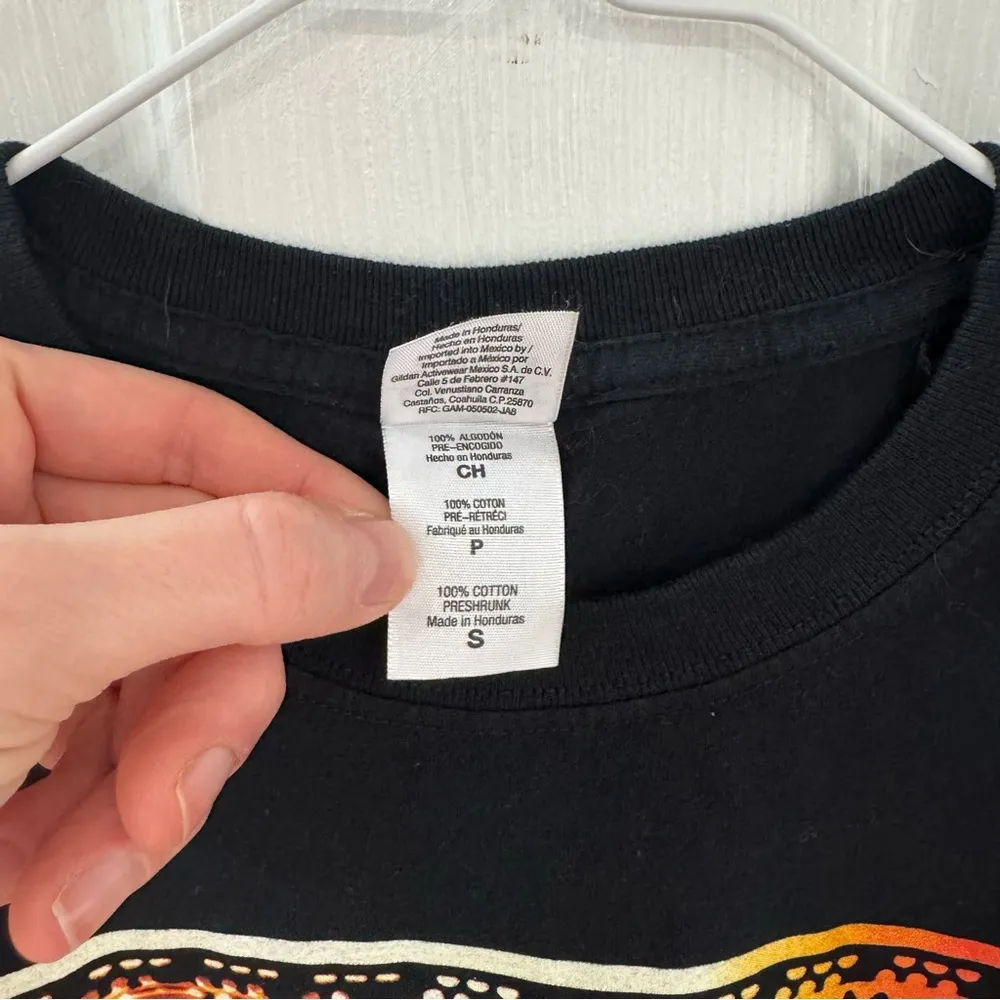 Made in Honduras/
Hecho en Honduras
Imported into Mexico by/
Importado a México por
Gildan Activewear Mexico S.A. de C.V.
Calle 5 de Febrero #147
Col. Venustiano Carranza
Castaños, Coahuila C.P.25870
RFC: GAM-050502-JA8
100% ALGODÓN
PRE-ENCOGIDO
Hecho en Honduras
CH
100% COTON
PRÉ-RÉTRÉCI
Fabriqué au Honduras
P
100% COTTON
PRESHRUNK
Made in Honduras
S